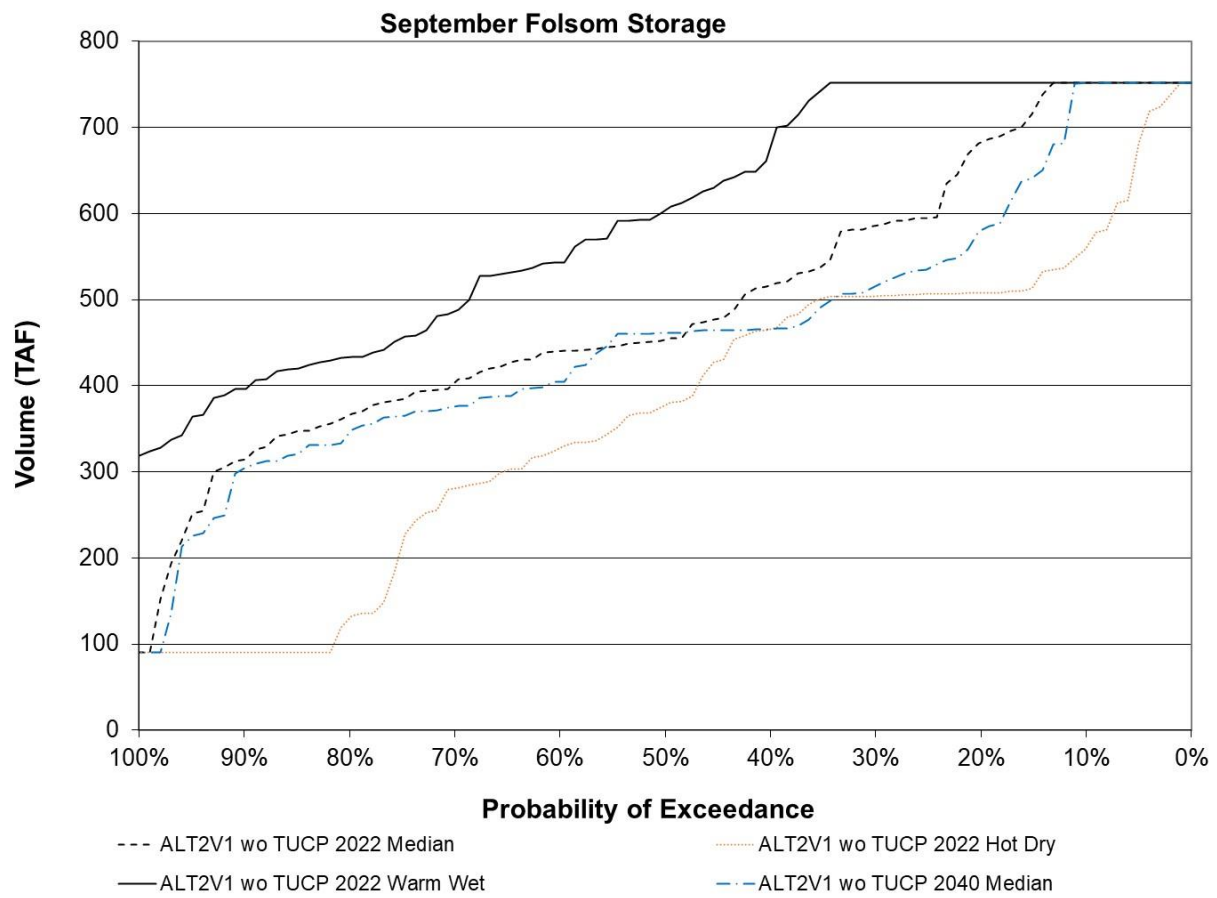 September Folsom Storage
800
700
600
500
400
300
200
100
0
Volume (TAF)
100% 90% 80% 70% 60% 50% 40% 30% 20% 10% 0%
Probability of Exceedance
ALT2V1 wo TUCP 2022 Median
ALT2V1 wo TUCP 2022 Hot Dry
ALT2V1 wo TUCP 2022 Warm Wet
ALT2V1 wo TUCP 2040 Median